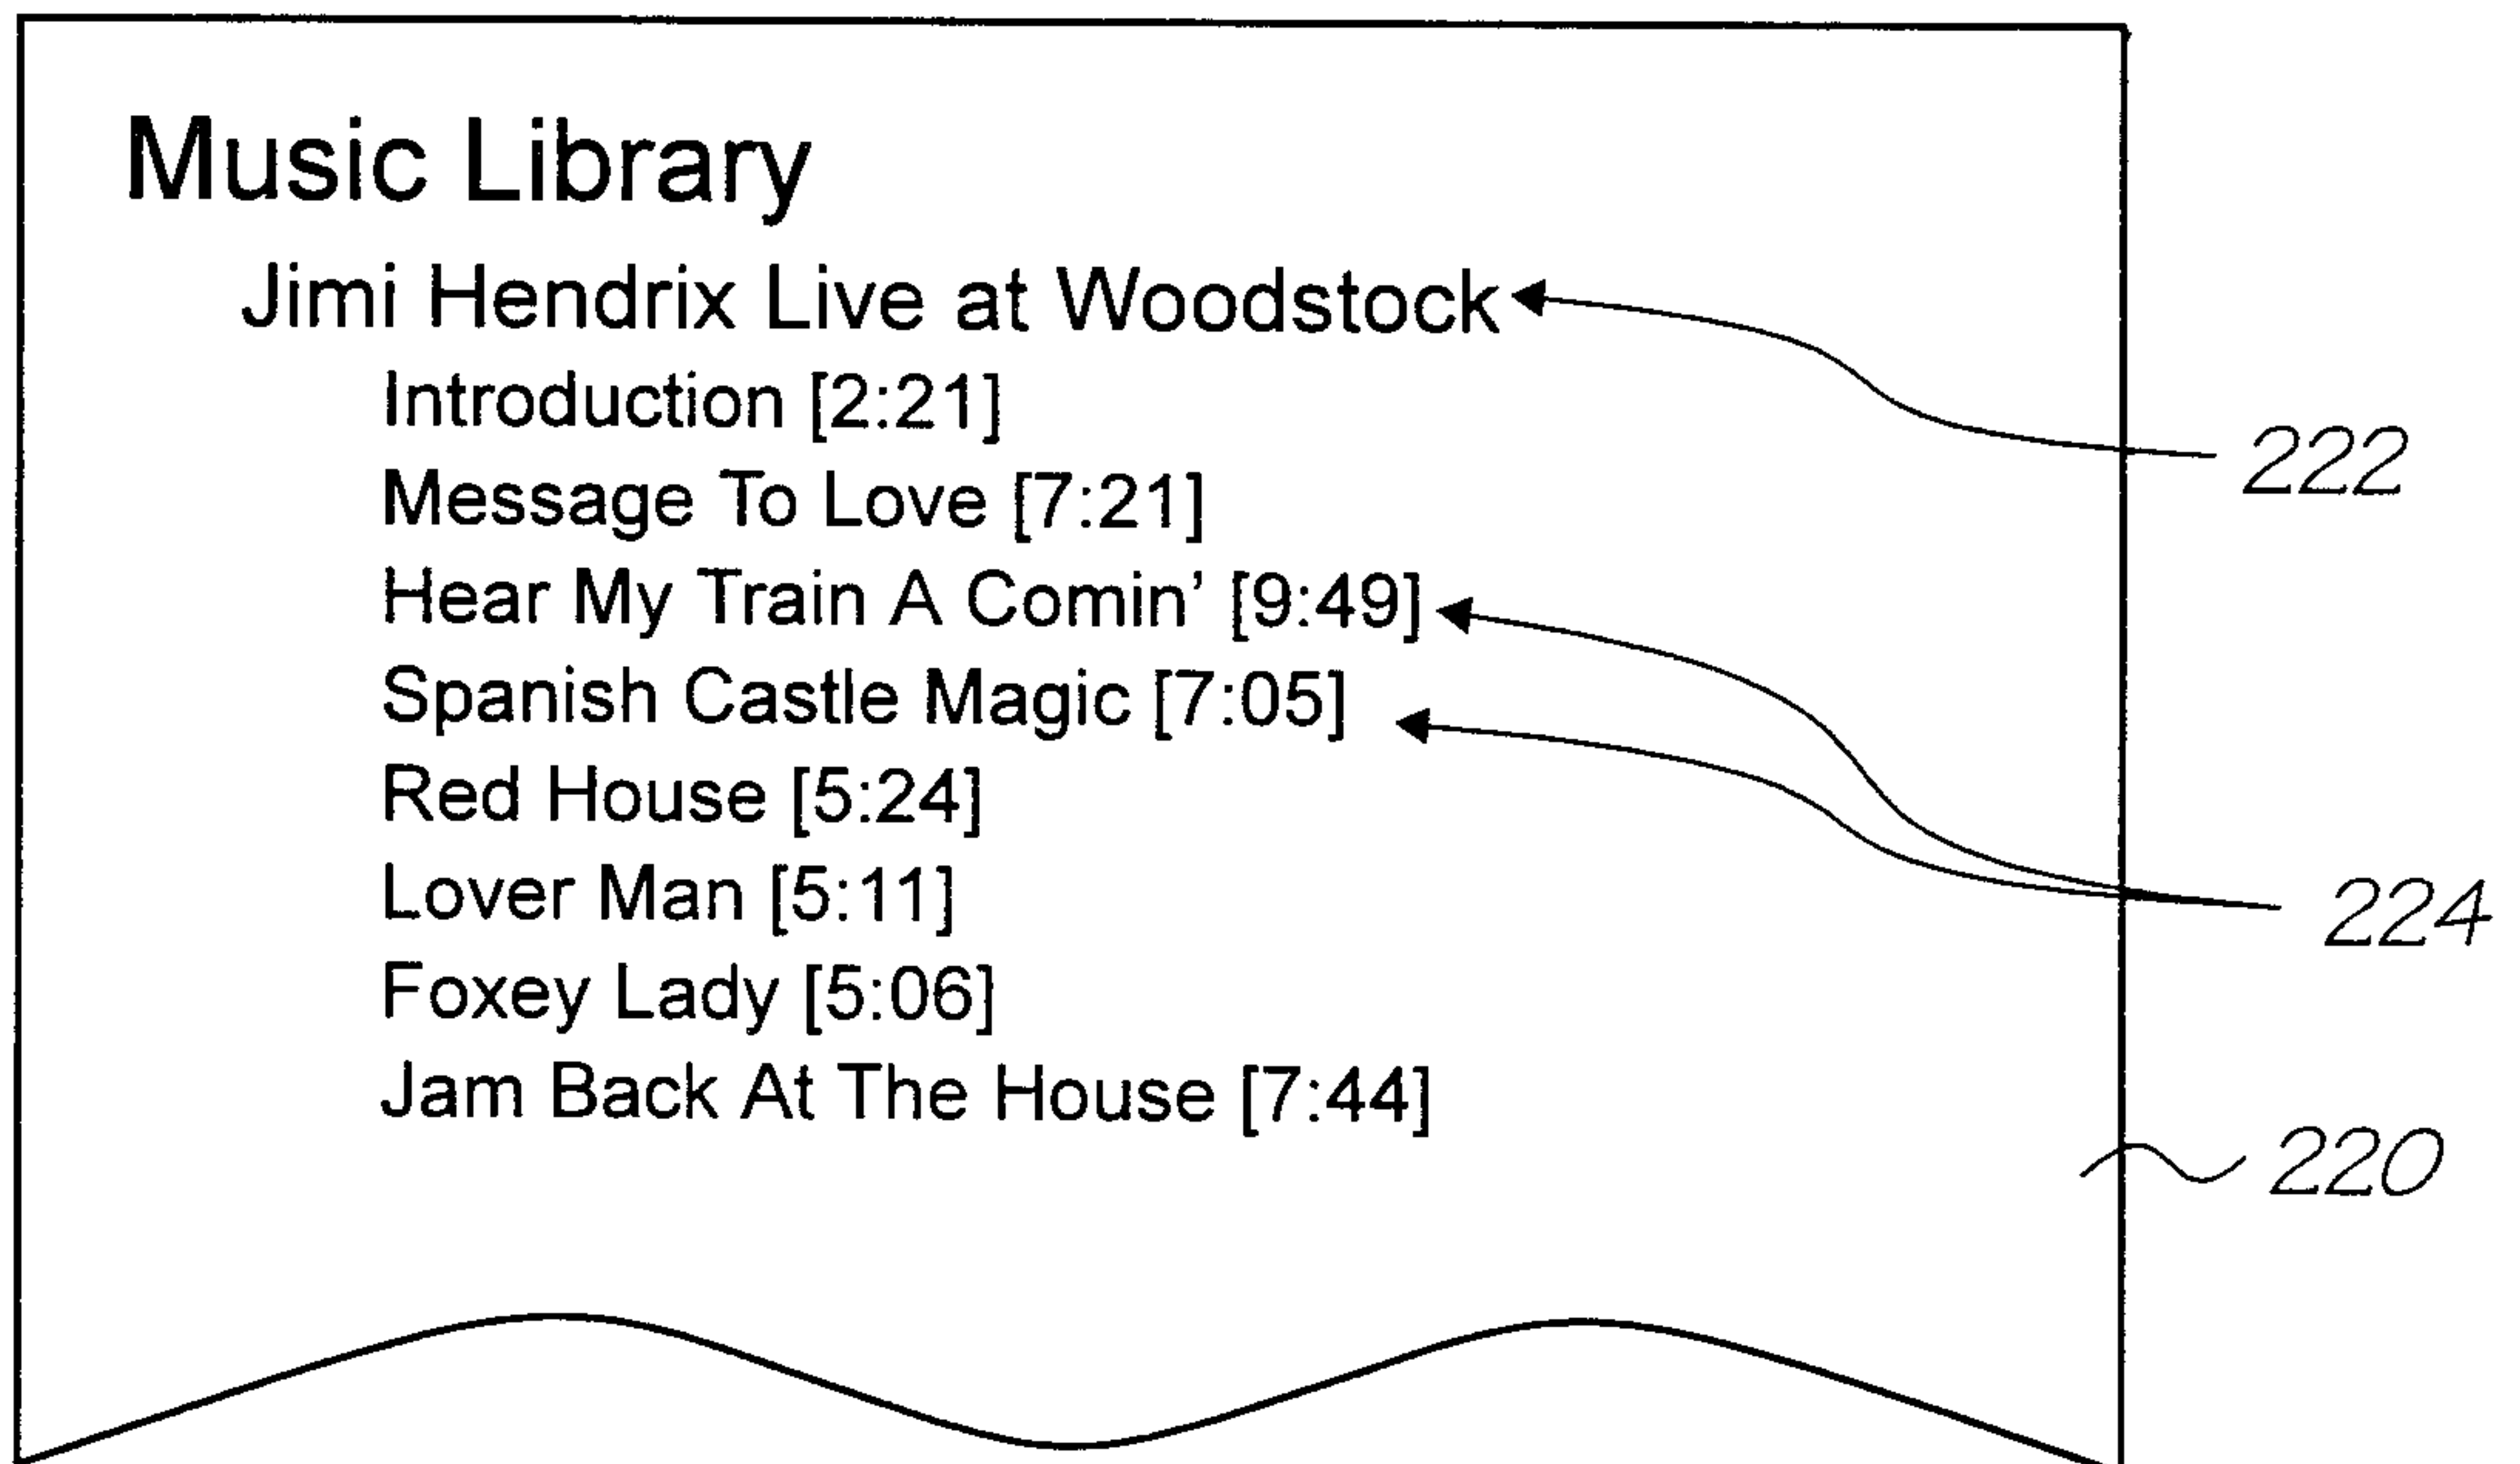 Music Library
Jimi Hendrix Live at Woodstock
Introduction [2:21]
222
Message To Love [7:21]
Hear My Train A Comin’ [9:49]
Spanish Castle Magic [7:05]
Red House [5:24]
Lover Man [5:11]
224
Foxey Lady [5:06]
Jam Back At The House [7:44]
220